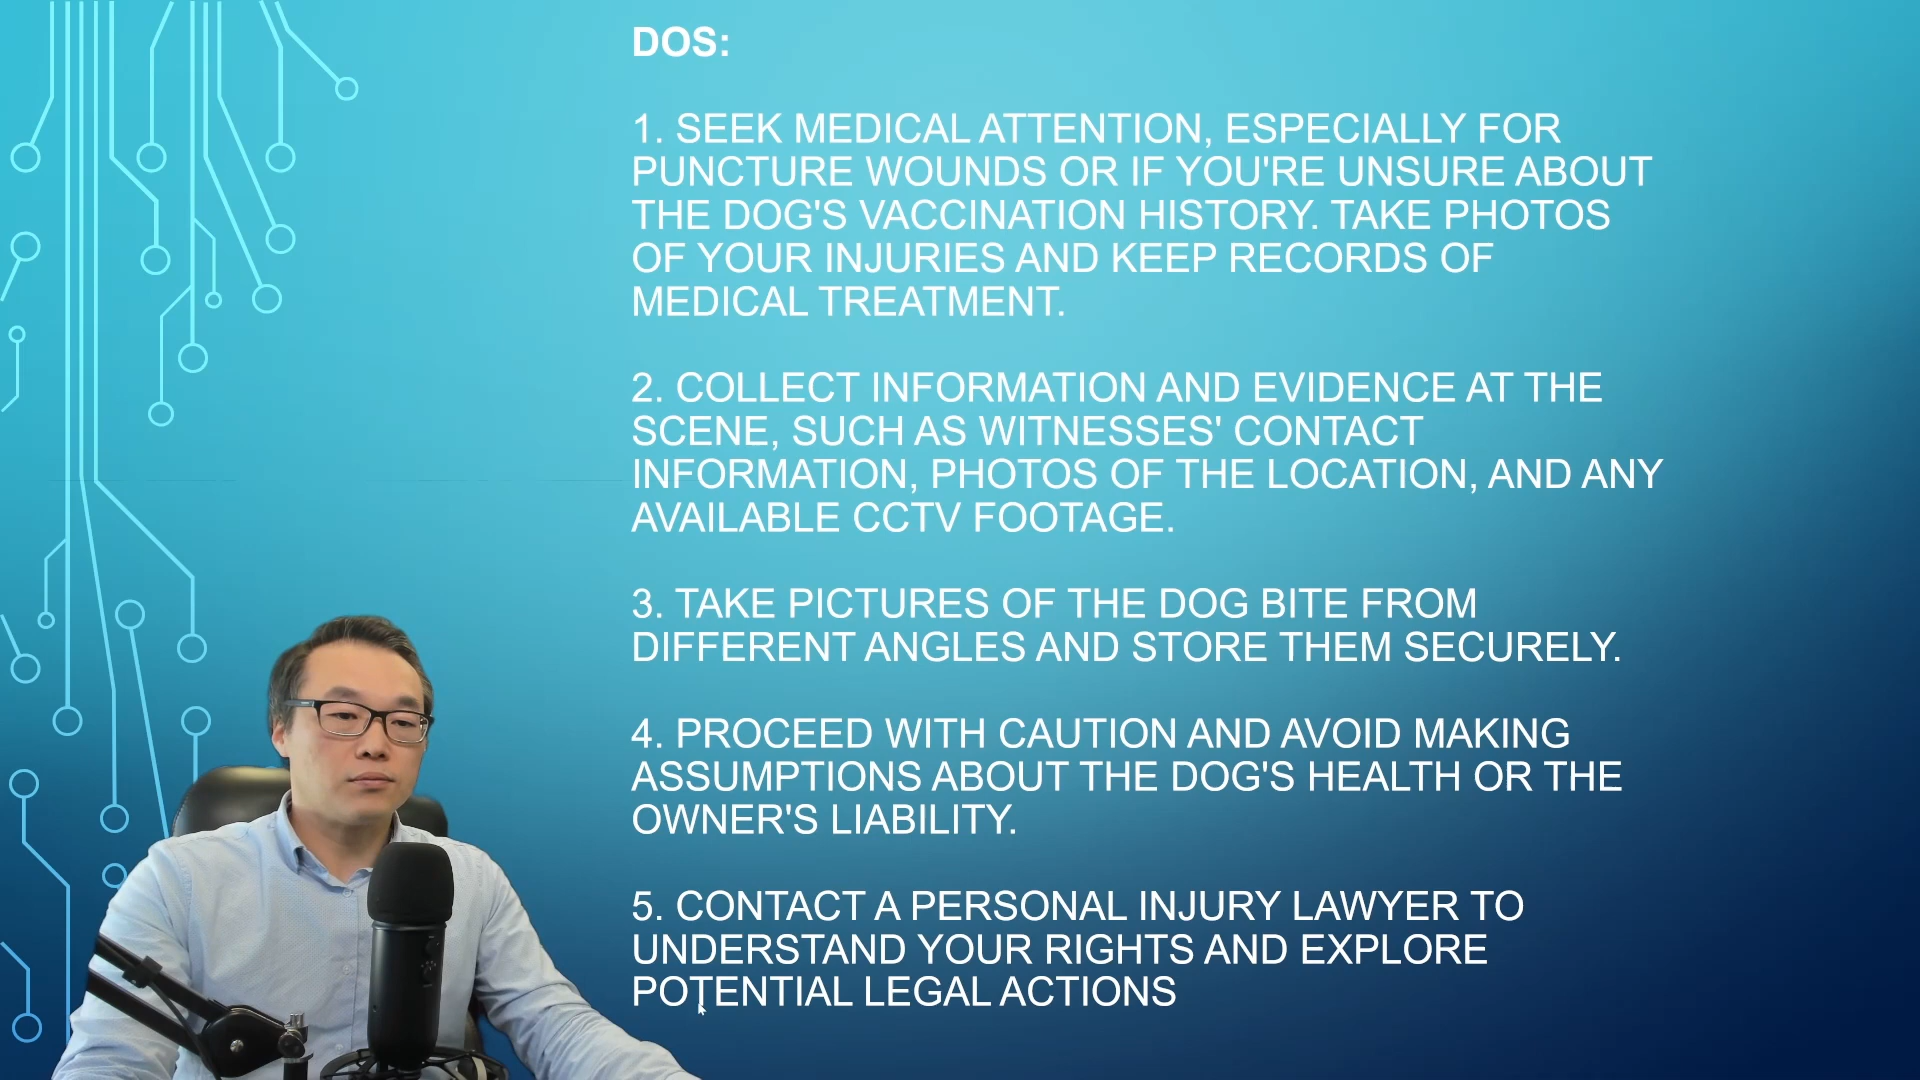 DOS:
1. SEEK MEDICAL ATTENTION, ESPECIALLY FOR
PUNCTURE WOUNDS OR IF YOU'RE UNSURE ABOUT
THE DOG'S VACCINATION HISTORY. TAKE PHOTOS
OF YOUR INJURIES AND KEEP RECORDS OF
MEDICAL TREATMENT.
2. COLLECT INFORMATION AND EVIDENCE AT THE
SCENE, SUCH AS WITNESSES' CONTACT
INFORMATION, PHOTOS OF THE LOCATION, AND ANY
AVAILABLE CCTV FOOTAGE.
3. TAKE PICTURES OF THE DOG BITE FROM
DIFFERENT ANGLES AND STORE THEM SECURELY.
4. PROCEED WITH CAUTION AND AVOID MAKING
ASSUMPTIONS ABOUT THE DOG'S HEALTH OR THE
OWNER'S LIABILITY.
5. CONTACT A PERSONAL INJURY LAWYER TO
UNDERSTAND YOUR RIGHTS AND EXPLORE
POTENTIAL LEGAL ACTIONS